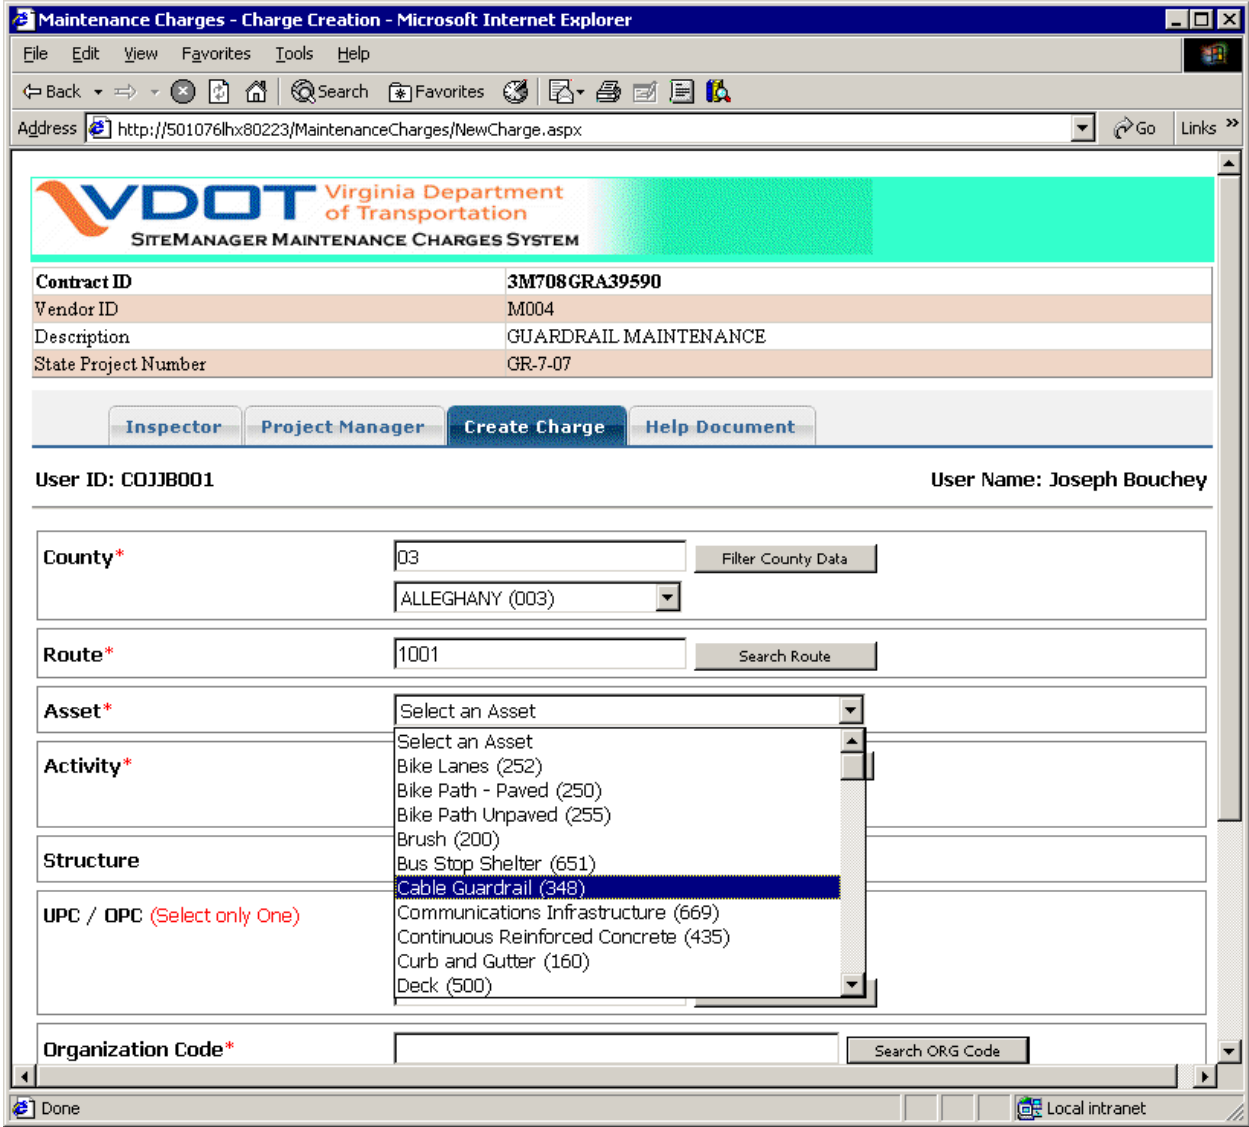 Maintenance Charges - Charge Creation - Microsoft Internet Explorer
File Edit View Favorites Tools Help
Back Search Favorites
Address http://501076lhx80223/MaintenanceCharges/NewCharge.aspx Go Links »
VDOT Virginia Department
of Transportation
SITEMANAGER MAINTENANCE CHARGES SYSTEM
Contract ID 3M708GRA39590
Vendor ID M004
Description GUARDRAIL MAINTENANCE
State Project Number GR-7-07
Inspector Project Manager Create Charge Help Document
User ID: COJJB001 User Name: Joseph Bouchey
County* 03 Filter County Data
ALLEGHANY (003)
Route* 1001 Search Route
Asset* Select an Asset
Select an Asset
Activity* Bike Lanes (252)
Bike Path - Paved (250)
Bike Path Unpaved (255)
Brush (200)
Structure Bus Stop Shelter (651)
Cable Guardrail (348)
UPC / OPC (Select only One) Communications Infrastructure (669)
Continuous Reinforced Concrete (435)
Curb and Gutter (160)
Deck (500)
Organization Code* Search ORG Code
Done Local intranet